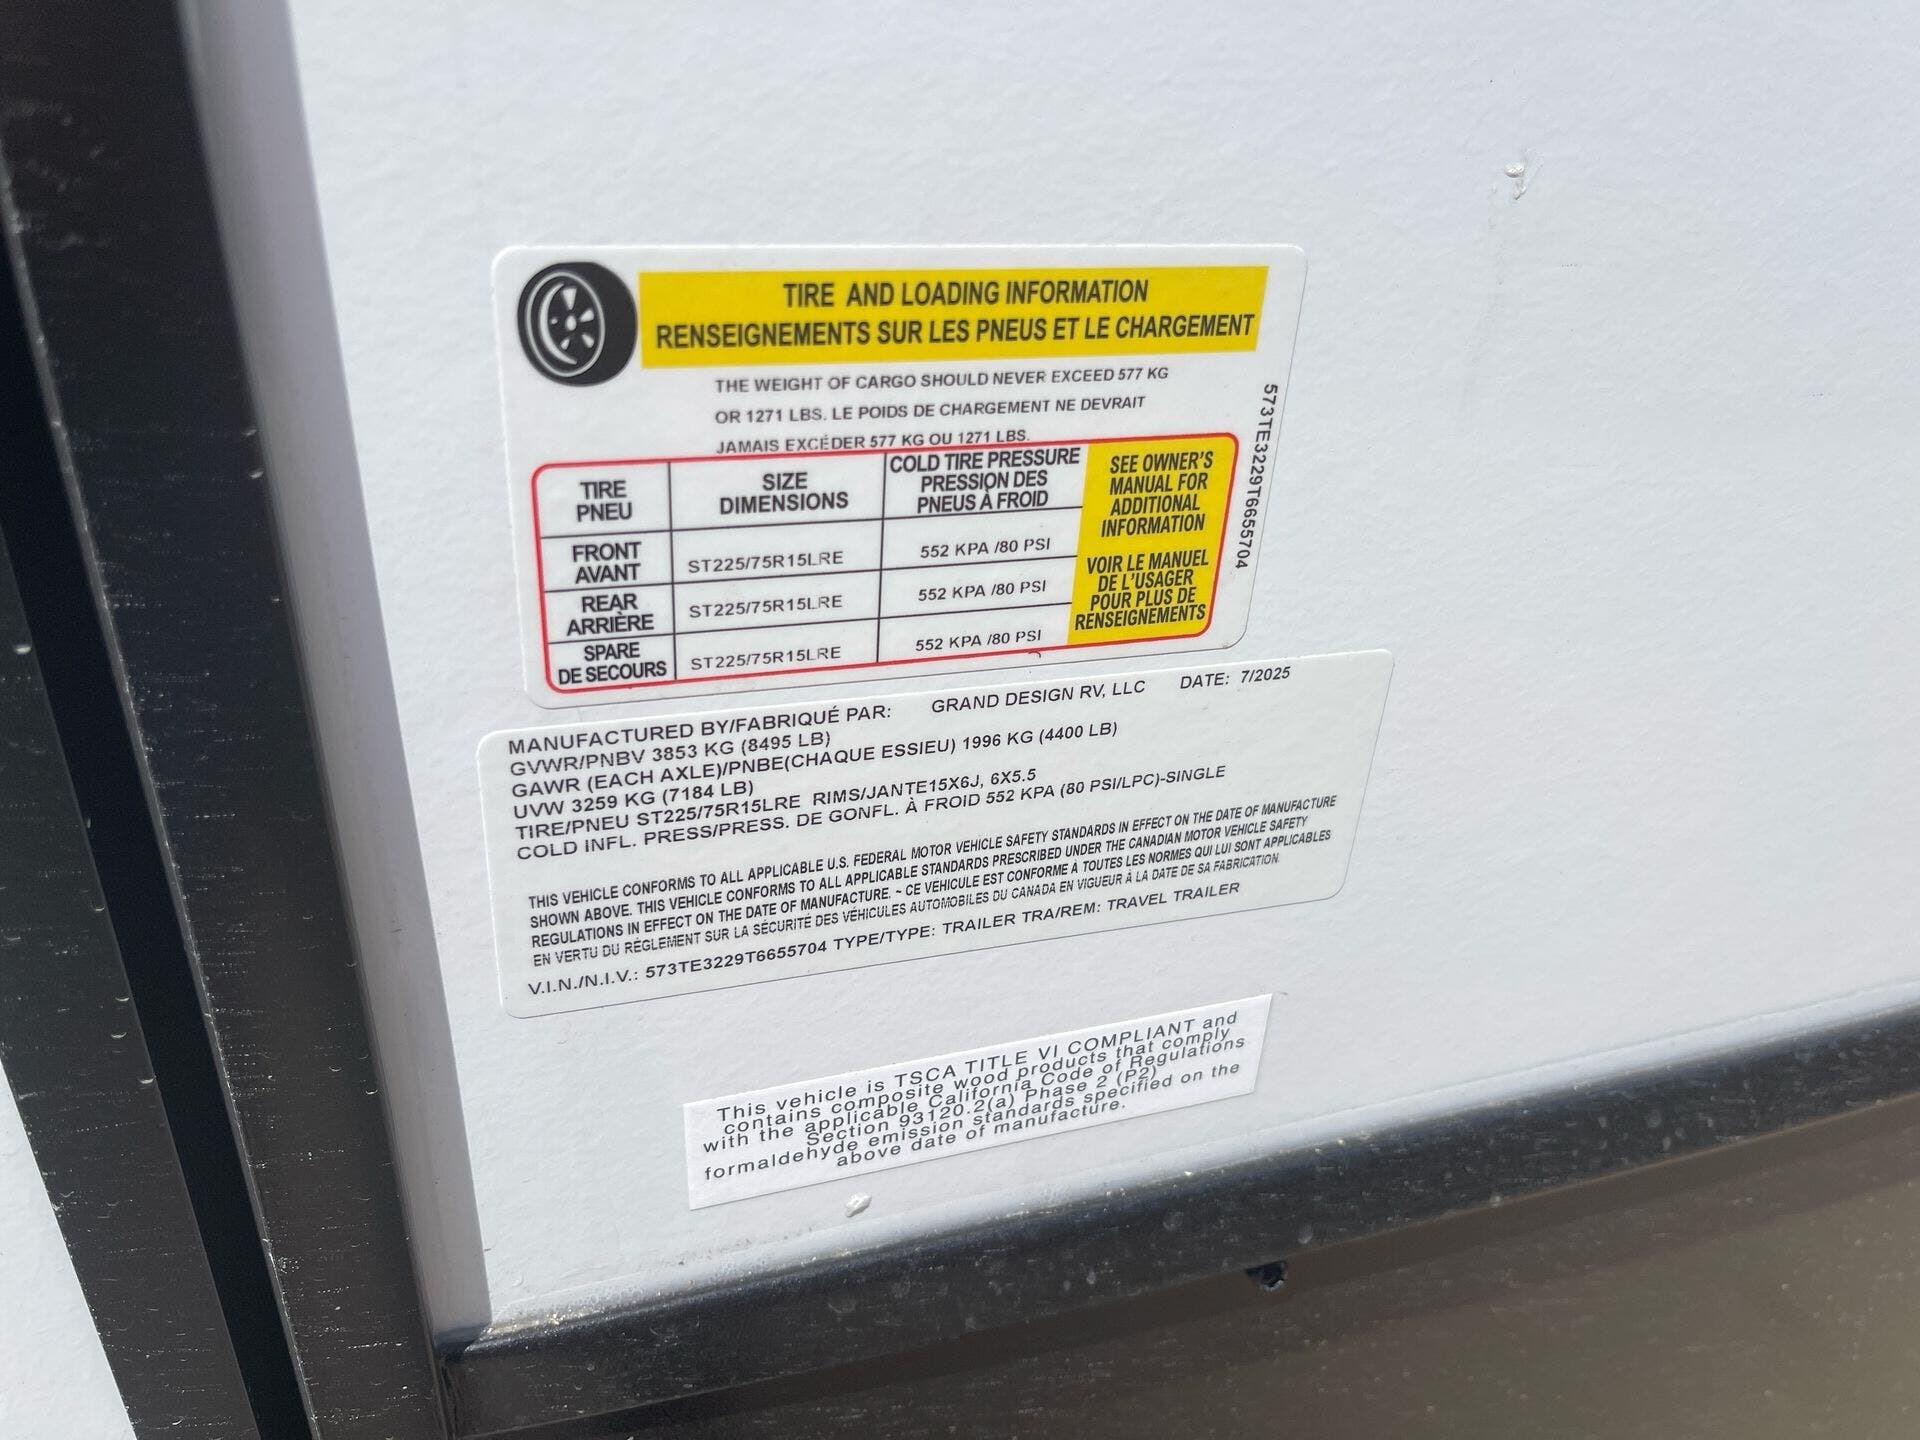 TIRE AND LOADING INFORMATION
RENSEIGNEMENTS SUR LES PNEUS ET LE CHARGEMENT
THE WEIGHT OF CARGO SHOULD NEVER EXCEED 577 KG
OR 1271 LBS. LE POIDS DE CHARGEMENT NE DEVRAIT
JAMAIS EXCÉDER 577 KG OU 1271 LBS.
TIRE
PNEU
SIZE
DIMENSIONS
COLD TIRE PRESSURE
PRESSION DES
PNEUS À FROID
FRONT
AVANT
ST225/75R15LRE
552 KPA /80 PSI
REAR
ARRIÈRE
ST225/75R15LRE
552 KPA /80 PSI
SPARE
DE SECOURS
ST225/75R15LRE
552 KPA /80 PSI
SEE OWNER'S
MANUAL FOR
ADDITIONAL
INFORMATION
VOIR LE MANUEL
DE L'USAGER
POUR PLUS DE
RENSEIGNEMENTS
573TE3229T6655704
MANUFACTURED BY/FABRIQUÉ PAR: GRAND DESIGN RV, LLC DATE: 7/2025
GVWR/PNBV 3853 KG (8495 LB)
GAWR (EACH AXLE)/PNBE(CHAQUE ESSIEU) 1996 KG (4400 LB)
UVW 3259 KG (7184 LB)
TIRE/PNEU ST225/75R15LRE RIMS/JANTE15X6J, 6X5.5
COLD INFL. PRESS/PRESS. DE GONFL. À FROID 552 KPA (80 PSI/LPC)-SINGLE
THIS VEHICLE CONFORMS TO ALL APPLICABLE U.S. FEDERAL MOTOR VEHICLE SAFETY STANDARDS IN EFFECT ON THE DATE OF MANUFACTURE
SHOWN ABOVE. THIS VEHICLE CONFORMS TO ALL APPLICABLE STANDARDS PRESCRIBED UNDER THE CANADIAN MOTOR VEHICLE SAFETY
REGULATIONS IN EFFECT ON THE DATE OF MANUFACTURE. ~ CE VEHICULE EST CONFORME À TOUTES LES NORMES QUI LUI SONT APPLICABLES
EN VERTU DU RÈGLEMENT SUR LA SÉCURITÉ DES VÉHICULES AUTOMOBILES DU CANADA EN VIGUEUR À LA DATE DE SA FABRICATION
V.I.N./N.I.V.: 573TE3229T6655704 TYPE/TYPE: TRAILER TRA/REM: TRAVEL TRAILER
This vehicle is TSCA TITLE VI COMPLIANT and
contains composite wood products that comply
with the applicable California Code of Regulations
Section 93120.2(a) Phase 2 (P2)
formaldehyde emission standards specified on the
above date of manufacture.